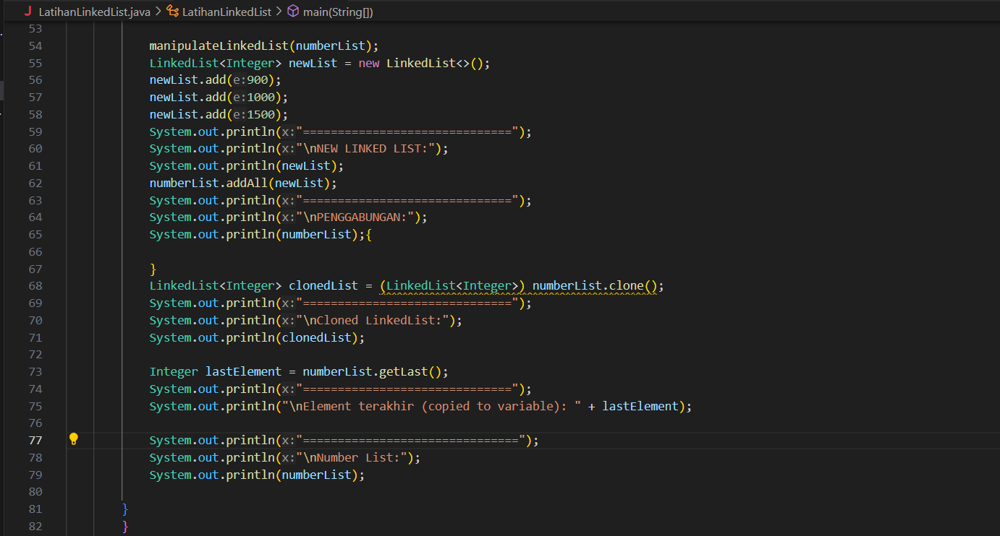 LatihanLinkedList.java > LatihanLinkedList > main(String[])
53
54 manipulateLinkedList(numberList);
55 LinkedList<Integer> newList = new LinkedList<>();
56 newList.add(e:900);
57 newList.add(e:1000);
58 newList.add(e:1500);
59 System.out.println(x:"==============================");
60 System.out.println(x:"\nNEW LINKED LIST:");
61 System.out.println(newList);
62 numberList.addAll(newList);
63 System.out.println(x:"==============================");
64 System.out.println(x:"\nPENGGABUNGAN:");
65 System.out.println(numberList);{
66
67 }
68 LinkedList<Integer> clonedList = (LinkedList<Integer>) numberList.clone();
69 System.out.println(x:"==============================");
70 System.out.println(x:"\nCloned LinkedList:");
71 System.out.println(clonedList);
72
73 Integer lastElement = numberList.getLast();
74 System.out.println(x:"==============================");
75 System.out.println("\nElement terakhir (copied to variable): " + lastElement);
76
77 System.out.println(x:"===============================");
78 System.out.println(x:"\nNumber List:");
79 System.out.println(numberList);
80
81 }
82 }